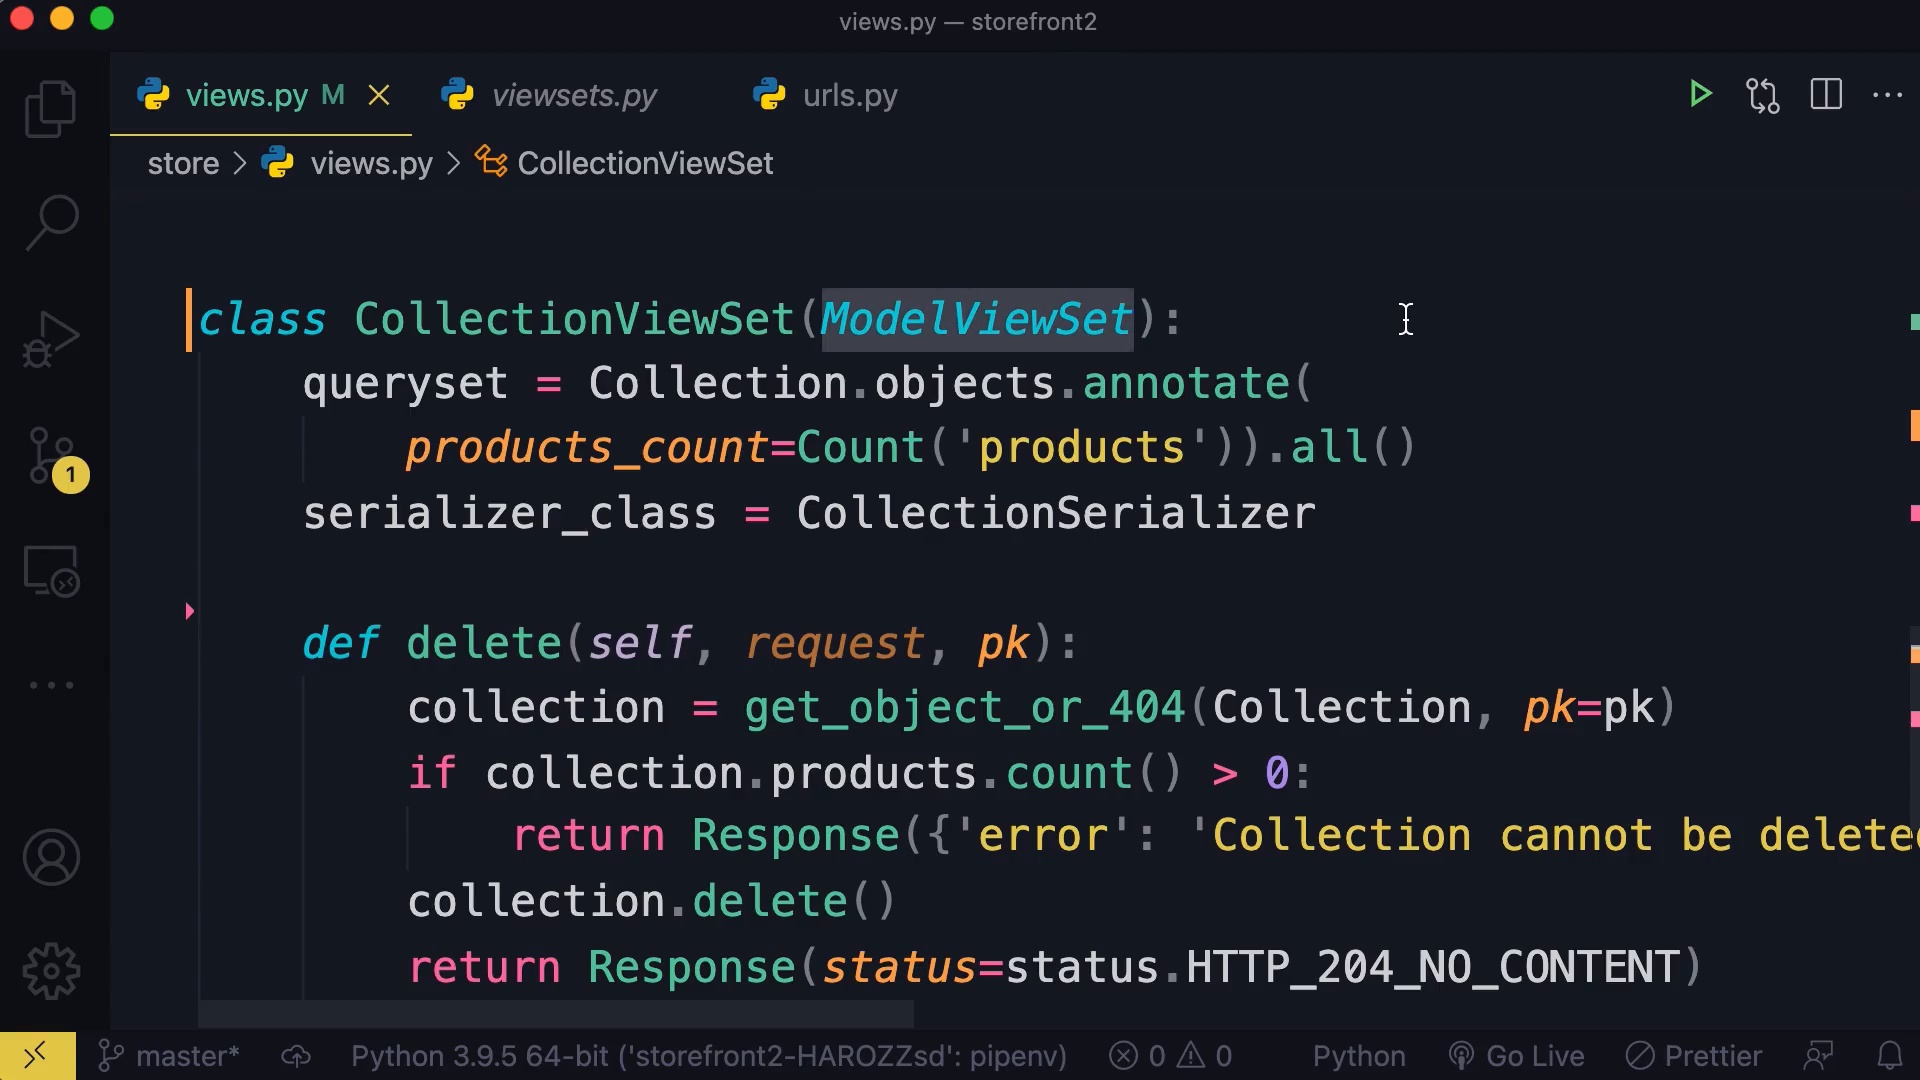 views.py — storefront2
views.py M
viewsets.py
urls.py
store > views.py > CollectionViewSet
class CollectionViewSet(ModelViewSet):
    queryset = Collection.objects.annotate(
        products_count=Count('products')).all()
    serializer_class = CollectionSerializer
    def delete(self, request, pk):
        collection = get_object_or_404(Collection, pk=pk)
        if collection.products.count() > 0:
            return Response({'error': 'Collection cannot be delete
        collection.delete()
        return Response(status=status.HTTP_204_NO_CONTENT)
1
master* Python 3.9.5 64-bit ('storefront2-HAROZZsd': pipenv) 0 0 Python Go Live Prettier